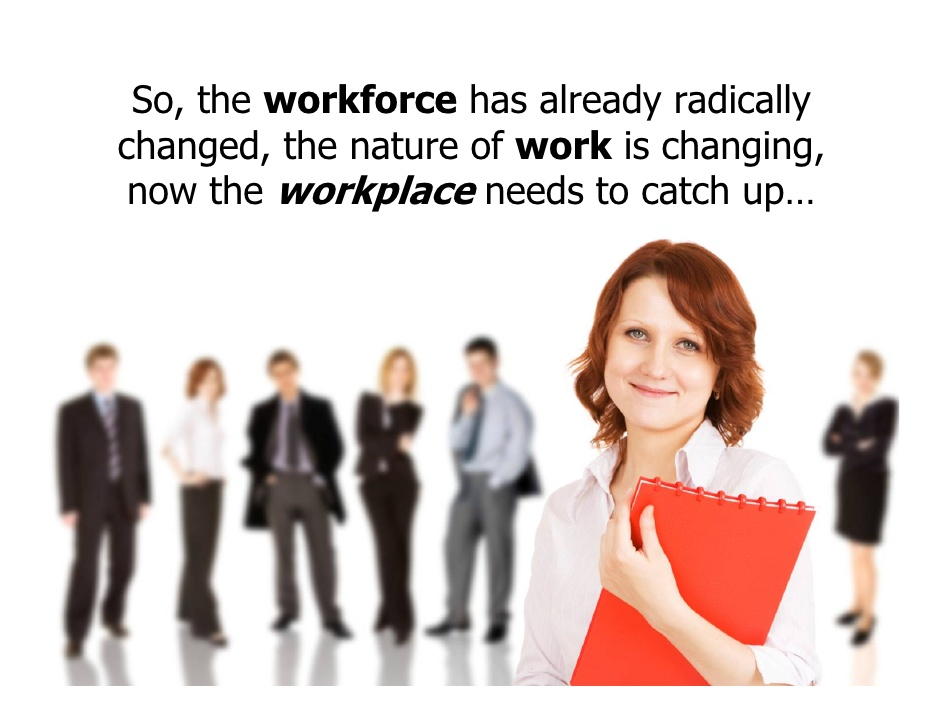 So, the workforce has already radically
changed, the nature of work is changing,
now the workplace needs to catch up…